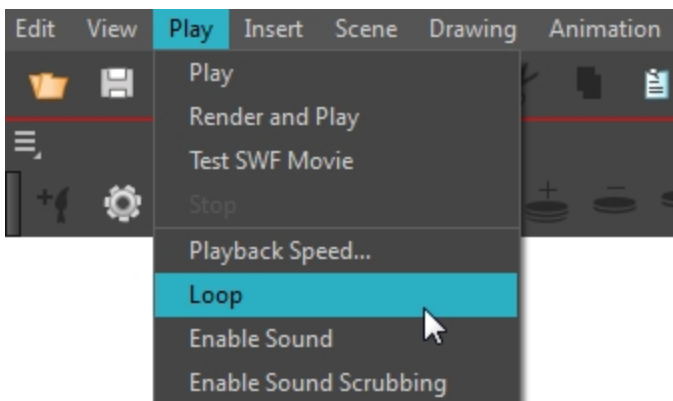 Edit View Play Insert Scene Drawing Animation
Play
Render and Play
Test SWF Movie
Stop
Playback Speed...
Loop
Enable Sound
Enable Sound Scrubbing